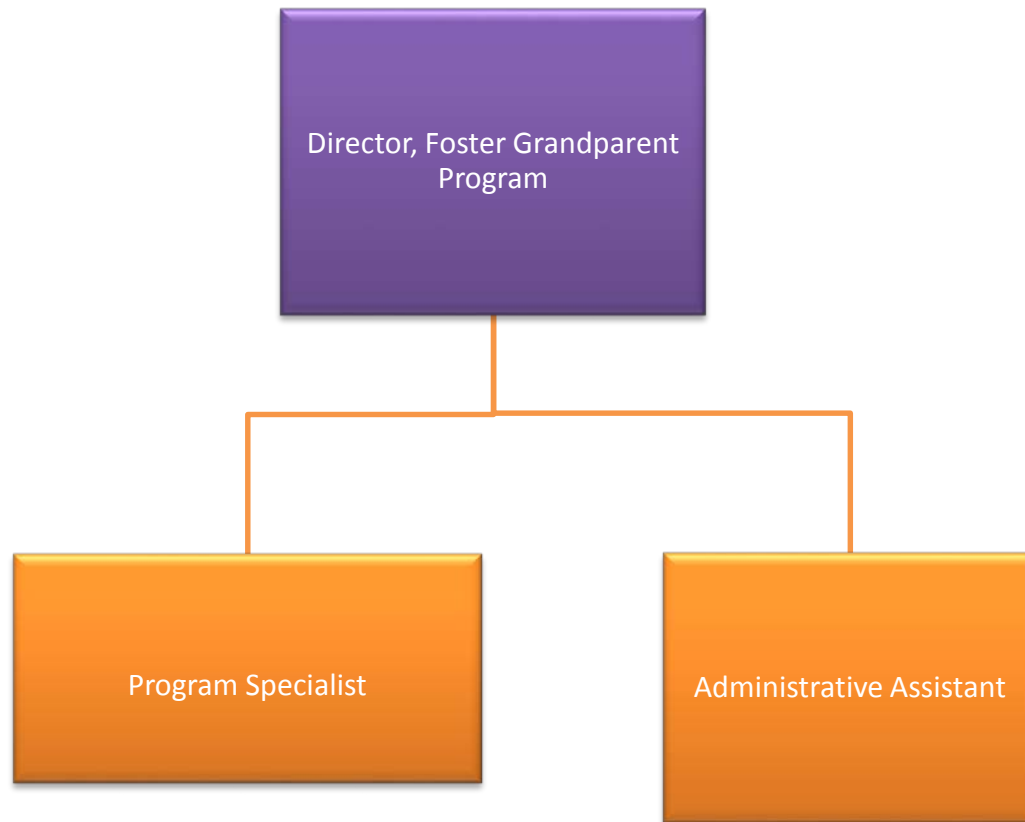 Director, Foster Grandparent
Program
Program Specialist
Administrative Assistant